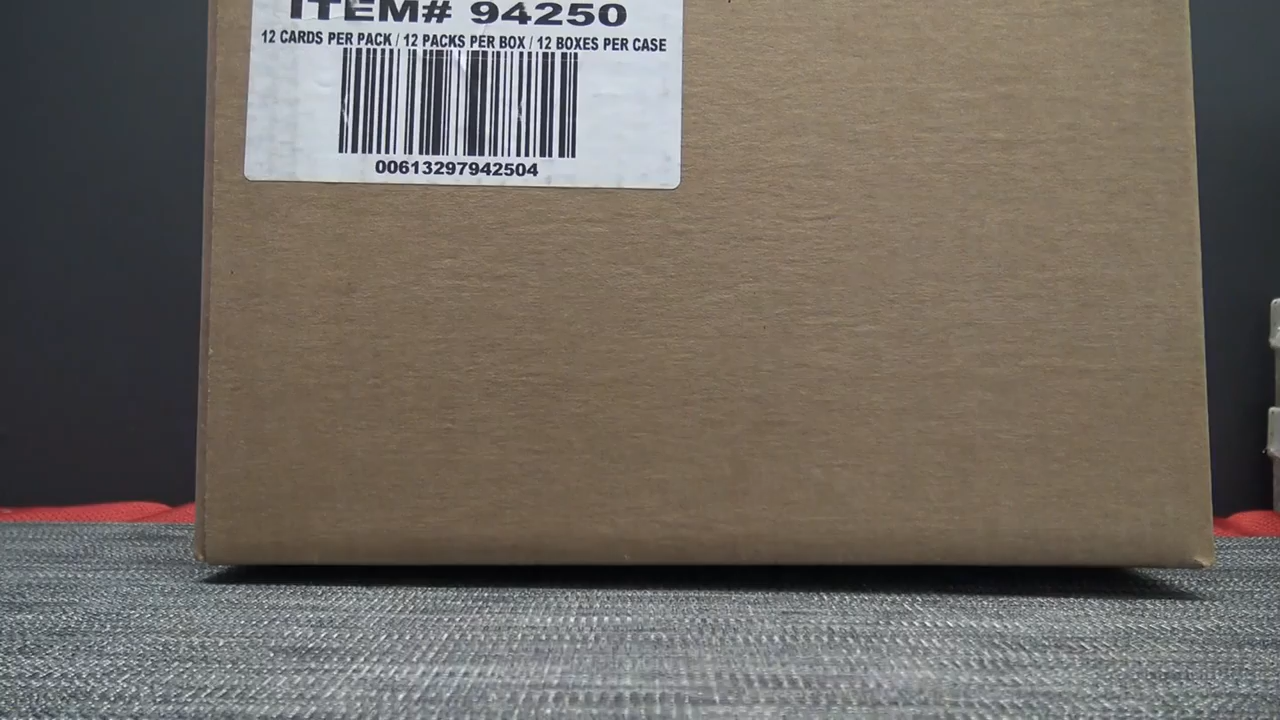 ITEM# 94250
12 CARDS PER PACK / 12 PACKS PER BOX / 12 BOXES PER CASE
00613297942504